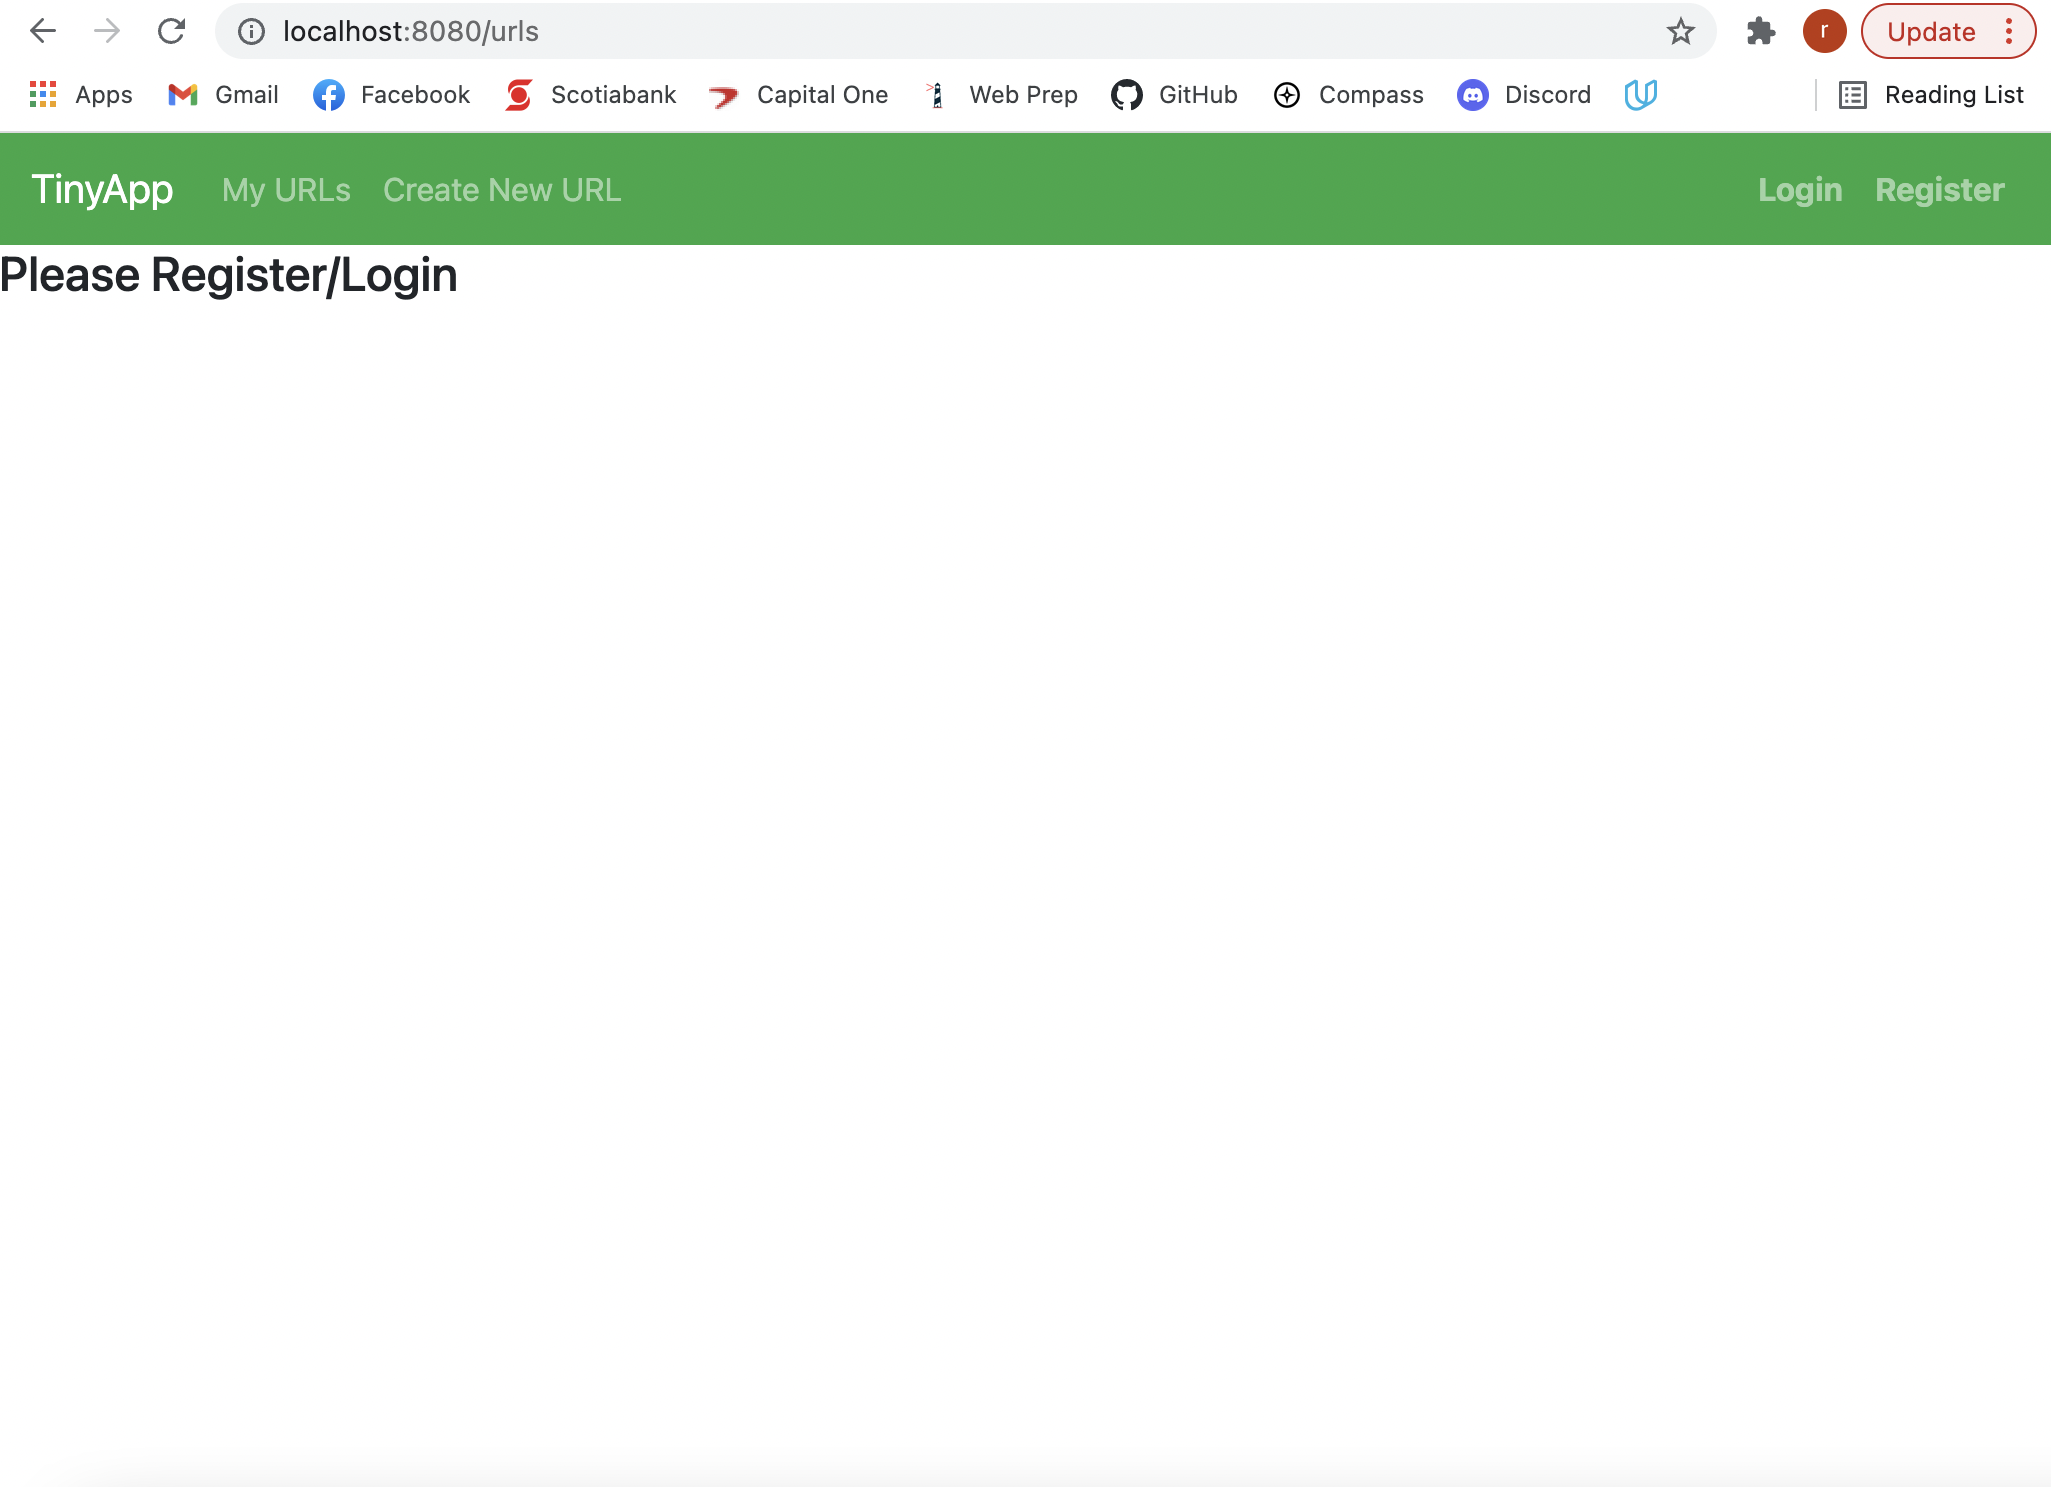 localhost:8080/urls
r
Update
Apps Gmail Facebook Scotiabank Capital One Web Prep GitHub Compass Discord Reading List
TinyApp My URLs Create New URL Login Register
Please Register/Login